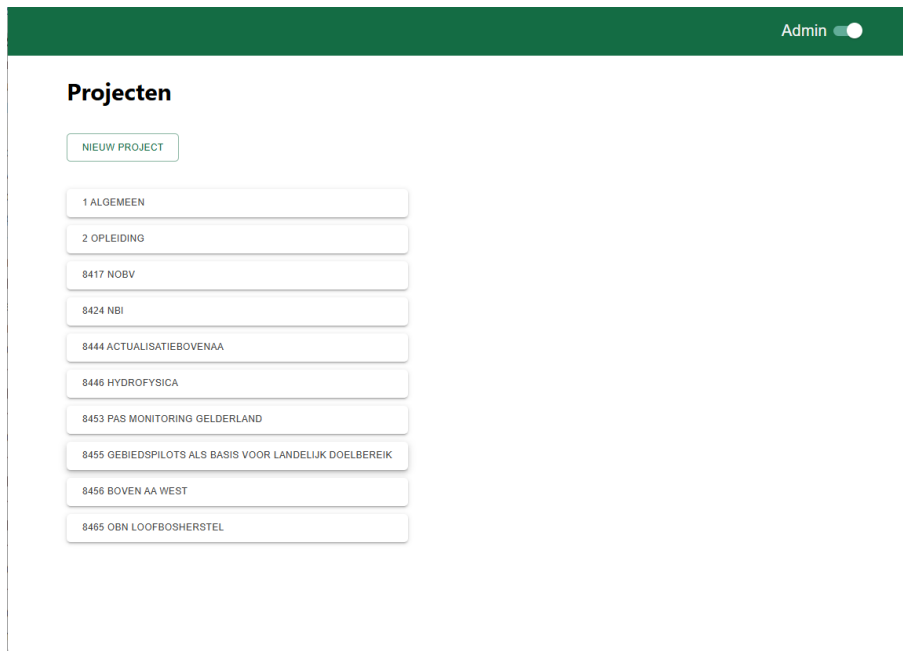 Admin
Projecten
NIEUW PROJECT
1 ALGEMEEN
2 OPLEIDING
8417 NOBV
8424 NBI
8444 ACTUALISATIEBOVENAA
8446 HYDROFYSICA
8453 PAS MONITORING GELDERLAND
8455 GEBIEDSPILOTS ALS BASIS VOOR LANDELIJK DOELBEREIK
8456 BOVEN AA WEST
8465 OBN LOOFBOSHERSTEL